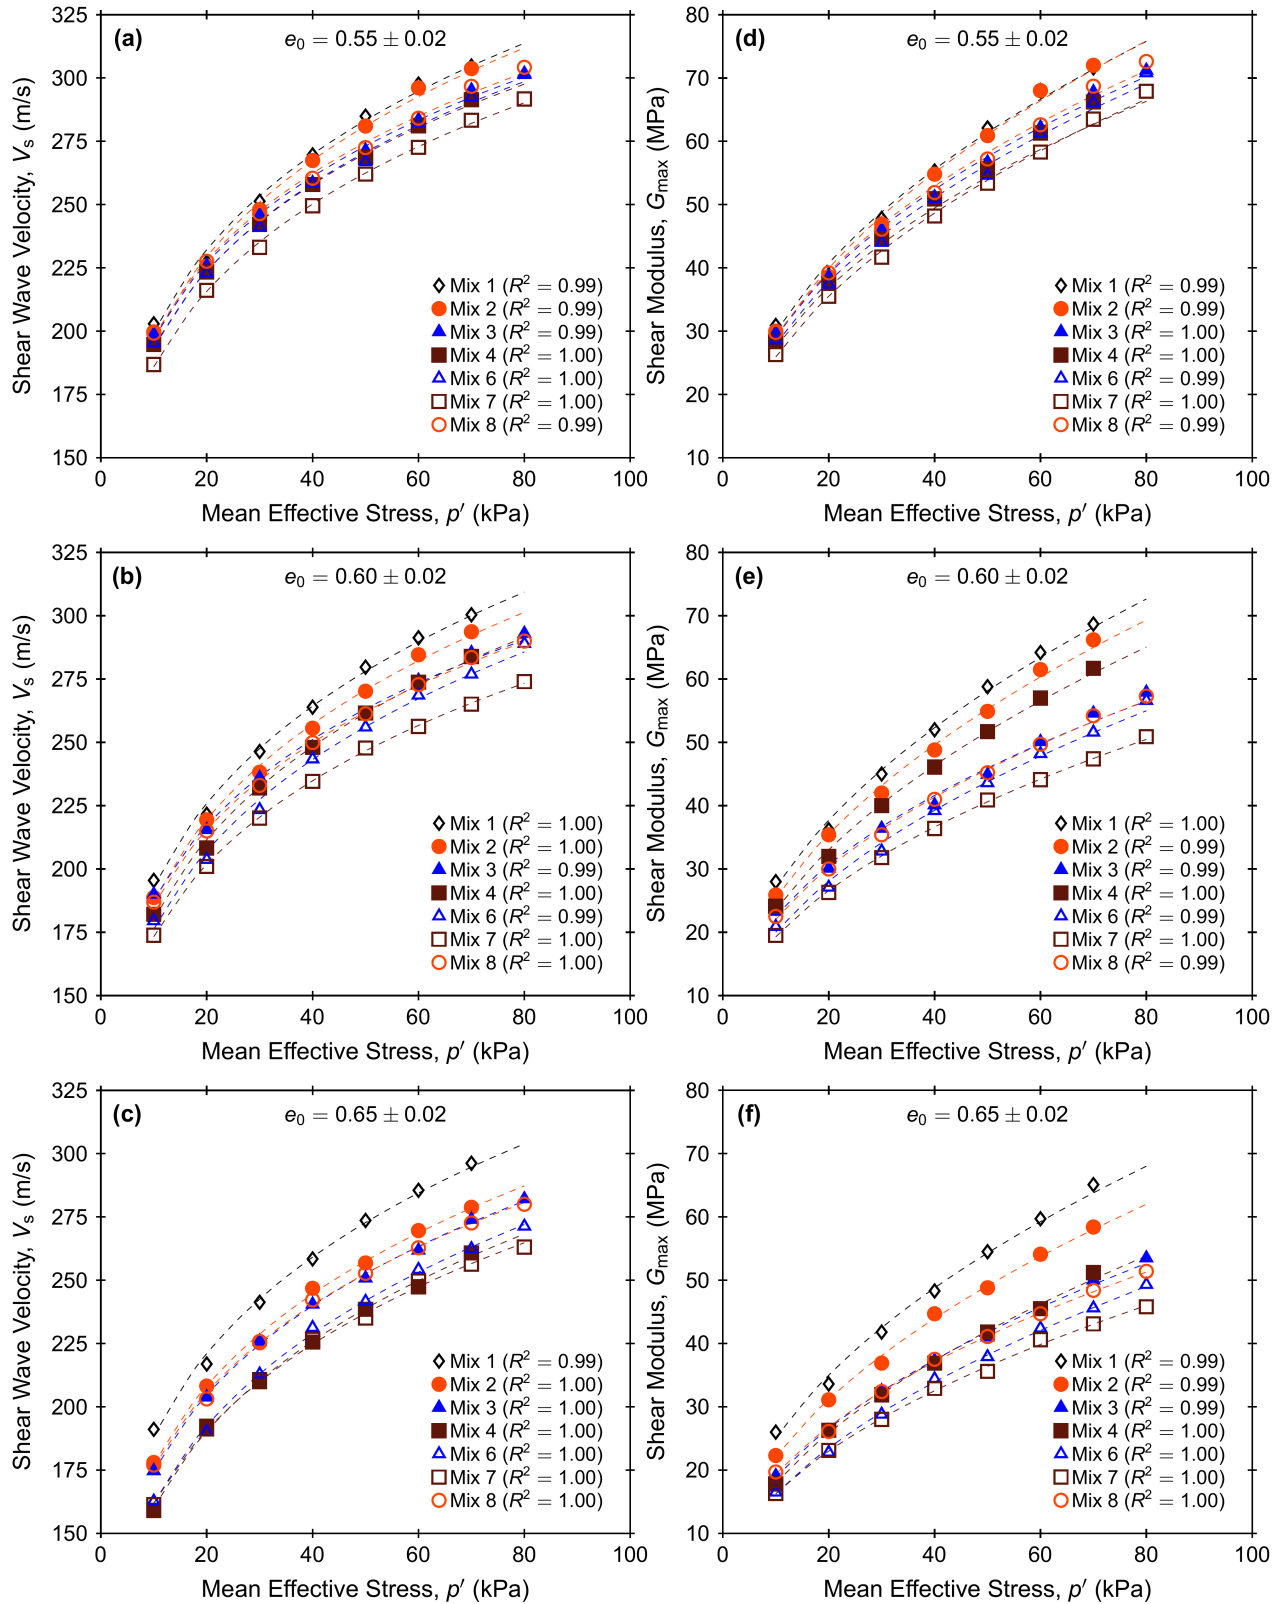 (a)
e₀ = 0.55 ± 0.02
325
300
275
250
225
200
175
150
Shear Wave Velocity, Vₛ (m/s)
Mix 1 (R² = 0.99)
Mix 2 (R² = 0.99)
Mix 3 (R² = 0.99)
Mix 4 (R² = 1.00)
Mix 6 (R² = 1.00)
Mix 7 (R² = 1.00)
Mix 8 (R² = 0.99)
0 20 40 60 80 100
Mean Effective Stress, p′ (kPa)
(d)
e₀ = 0.55 ± 0.02
80
70
60
50
40
30
20
10
Shear Modulus, Gmax (MPa)
Mix 1 (R² = 0.99)
Mix 2 (R² = 0.99)
Mix 3 (R² = 1.00)
Mix 4 (R² = 1.00)
Mix 6 (R² = 0.99)
Mix 7 (R² = 1.00)
Mix 8 (R² = 0.99)
0 20 40 60 80 100
Mean Effective Stress, p′ (kPa)
(b)
e₀ = 0.60 ± 0.02
325
300
275
250
225
200
175
150
Shear Wave Velocity, Vₛ (m/s)
Mix 1 (R² = 1.00)
Mix 2 (R² = 1.00)
Mix 3 (R² = 0.99)
Mix 4 (R² = 1.00)
Mix 6 (R² = 0.99)
Mix 7 (R² = 1.00)
Mix 8 (R² = 1.00)
0 20 40 60 80 100
Mean Effective Stress, p′ (kPa)
(e)
e₀ = 0.60 ± 0.02
80
70
60
50
40
30
20
10
Shear Modulus, Gmax (MPa)
Mix 1 (R² = 1.00)
Mix 2 (R² = 0.99)
Mix 3 (R² = 0.99)
Mix 4 (R² = 1.00)
Mix 6 (R² = 0.99)
Mix 7 (R² = 1.00)
Mix 8 (R² = 0.99)
0 20 40 60 80 100
Mean Effective Stress, p′ (kPa)
(c)
e₀ = 0.65 ± 0.02
325
300
275
250
225
200
175
150
Shear Wave Velocity, Vₛ (m/s)
Mix 1 (R² = 0.99)
Mix 2 (R² = 1.00)
Mix 3 (R² = 1.00)
Mix 4 (R² = 1.00)
Mix 6 (R² = 1.00)
Mix 7 (R² = 1.00)
Mix 8 (R² = 1.00)
0 20 40 60 80 100
Mean Effective Stress, p′ (kPa)
(f)
e₀ = 0.65 ± 0.02
80
70
60
50
40
30
20
10
Shear Modulus, Gmax (MPa)
Mix 1 (R² = 0.99)
Mix 2 (R² = 0.99)
Mix 3 (R² = 0.99)
Mix 4 (R² = 1.00)
Mix 6 (R² = 1.00)
Mix 7 (R² = 1.00)
Mix 8 (R² = 1.00)
0 20 40 60 80 100
Mean Effective Stress, p′ (kPa)